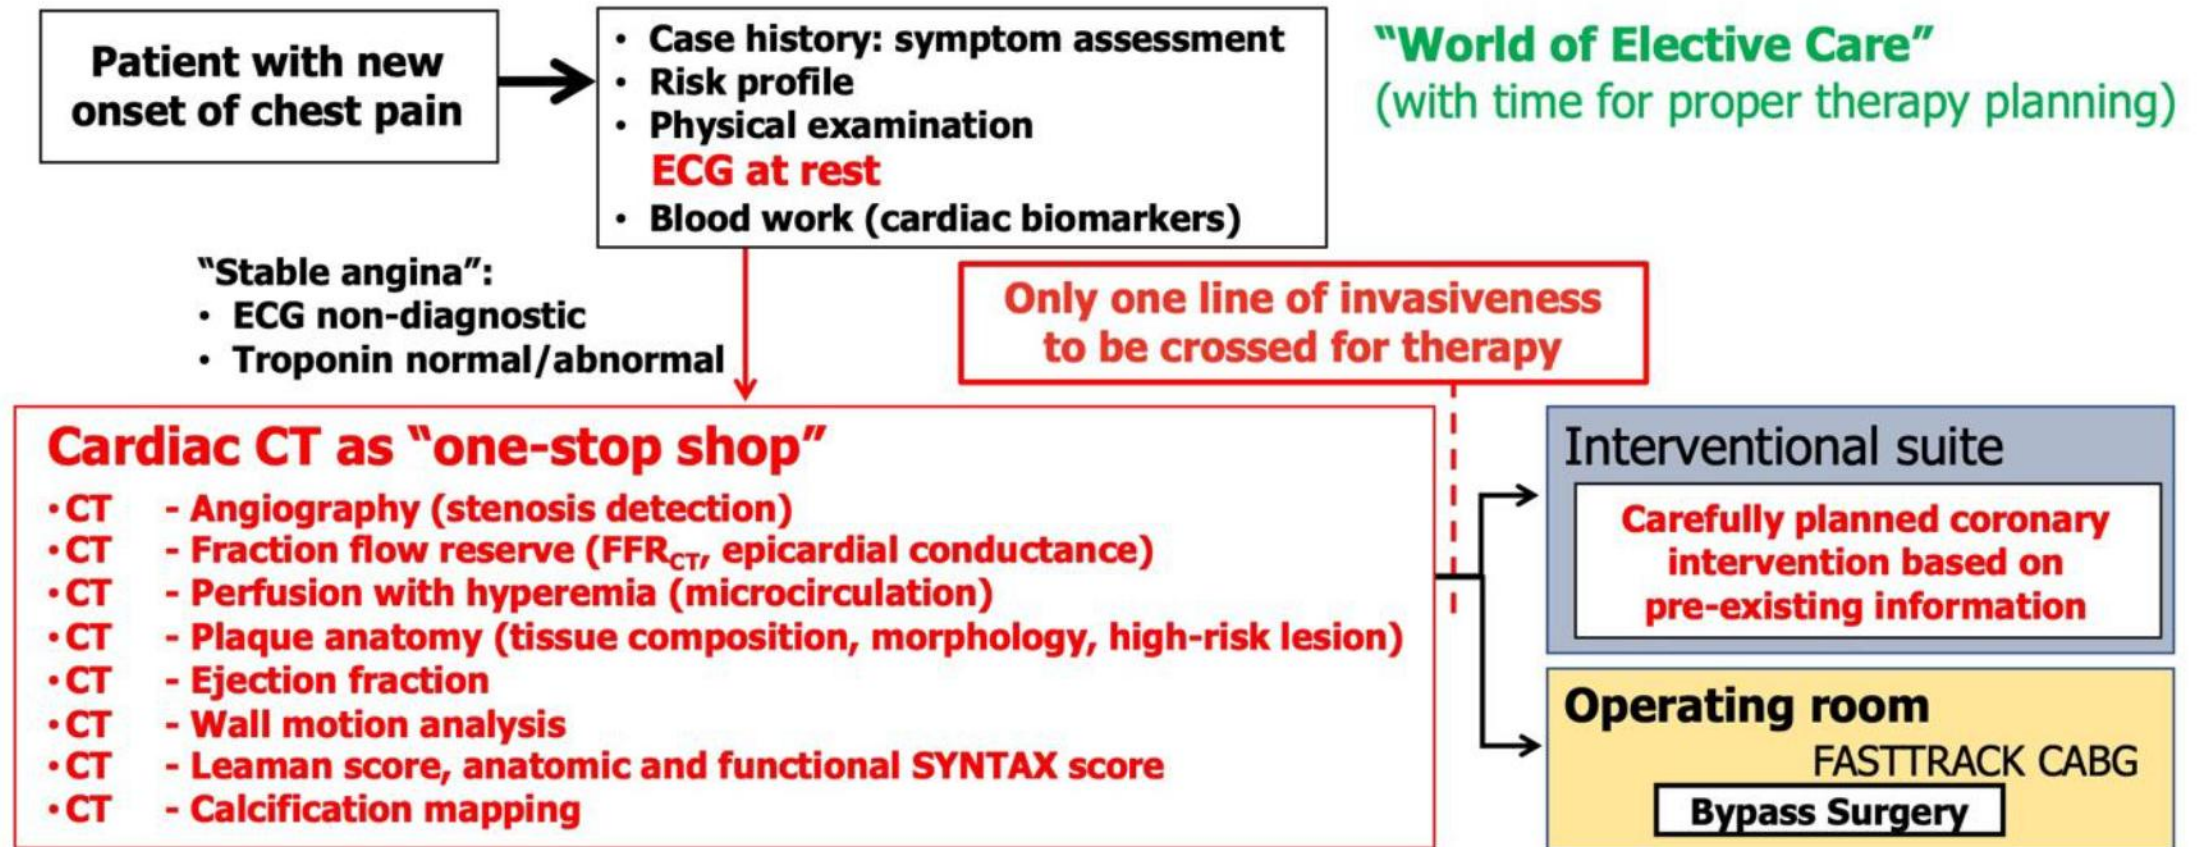 Patient with new
onset of chest pain
• Case history: symptom assessment
• Risk profile
• Physical examination
ECG at rest
• Blood work (cardiac biomarkers)
“World of Elective Care”
(with time for proper therapy planning)
“Stable angina”:
• ECG non-diagnostic
• Troponin normal/abnormal
Only one line of invasiveness
to be crossed for therapy
Cardiac CT as “one-stop shop”
• CT - Angiography (stenosis detection)
• CT - Fraction flow reserve (FFRCT, epicardial conductance)
• CT - Perfusion with hyperemia (microcirculation)
• CT - Plaque anatomy (tissue composition, morphology, high-risk lesion)
• CT - Ejection fraction
• CT - Wall motion analysis
• CT - Leaman score, anatomic and functional SYNTAX score
• CT - Calcification mapping
Interventional suite
Carefully planned coronary
intervention based on
pre-existing information
Operating room
FASTTRACK CABG
Bypass Surgery